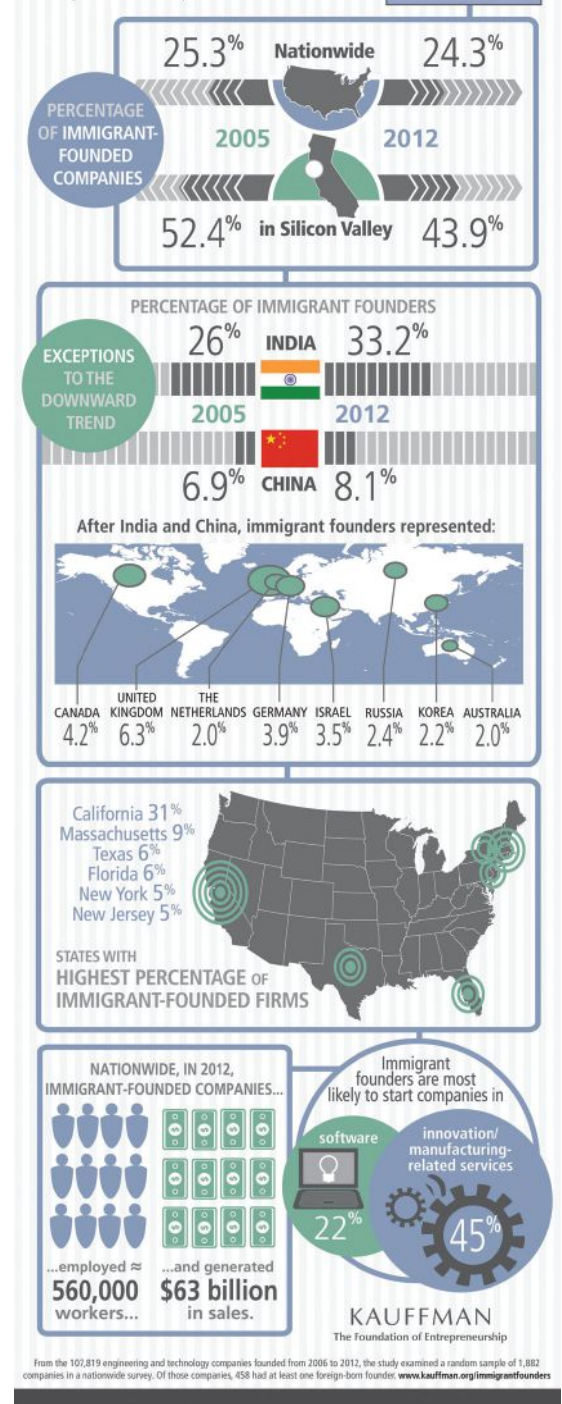 25.3%
Nationwide
24.3%
PERCENTAGE
OF IMMIGRANT-
FOUNDED
COMPANIES
2005
2012
52.4%
in Silicon Valley
43.9%
PERCENTAGE OF IMMIGRANT FOUNDERS
EXCEPTIONS
TO THE
DOWNWARD
TREND
26%
INDIA
33.2%
2005
2012
6.9%
CHINA
8.1%
After India and China, immigrant founders represented:
CANADA
4.2%
UNITED
KINGDOM
6.3%
THE
NETHERLANDS
2.0%
GERMANY
3.9%
ISRAEL
3.5%
RUSSIA
2.4%
KOREA
2.2%
AUSTRALIA
2.0%
California 31%
Massachusetts 9%
Texas 6%
Florida 6%
New York 5%
New Jersey 5%
STATES WITH
HIGHEST PERCENTAGE OF
IMMIGRANT-FOUNDED FIRMS
NATIONWIDE, IN 2012,
IMMIGRANT-FOUNDED COMPANIES...
...employed ≈
560,000
workers...
...and generated
$63 billion
in sales.
Immigrant
founders are most
likely to start companies in
software
22%
innovation/
manufacturing-
related services
45%
KAUFFMAN
The Foundation of Entrepreneurship
From the 107,819 engineering and technology companies founded from 2006 to 2012, the study examined a random sample of 1,882
companies in a nationwide survey. Of those companies, 458 had at least one foreign-born founder. www.kauffman.org/immigrantfounders